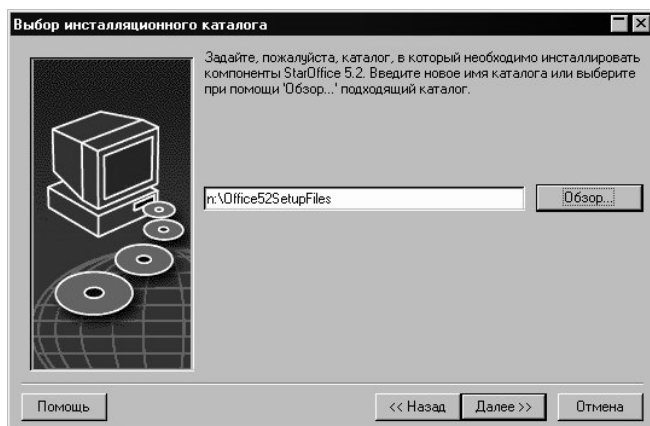 Выбор инсталляционного каталога
Задайте, пожалуйста, каталог, в который необходимо инсталлировать
компоненты StarOffice 5.2. Введите новое имя каталога или выберите
при помощи 'Обзор...' подходящий каталог.
n:\Office52SetupFiles
Обзор...
Помощь
<< Назад
Далее >>
Отмена